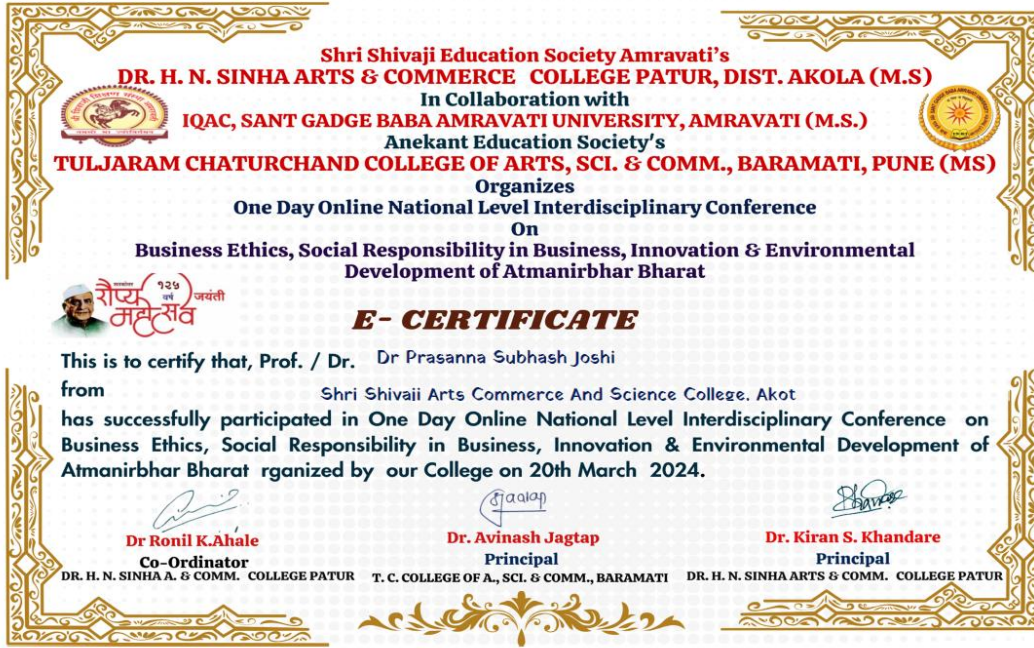 Shri Shivaji Education Society Amravati's
DR. H. N. SINHA ARTS & COMMERCE COLLEGE PATUR, DIST. AKOLA (M.S)
In Collaboration with
IQAC, SANT GADGE BABA AMRAVATI UNIVERSITY, AMRAVATI (M.S.)
Anekant Education Society's
TULJARAM CHATURCHAND COLLEGE OF ARTS, SCI. & COMM., BARAMATI, PUNE (MS)
Organizes
One Day Online National Level Interdisciplinary Conference
On
Business Ethics, Social Responsibility in Business, Innovation & Environmental
Development of Atmanirbhar Bharat
रौप्य
महोत्सव
१२५
वर्ष
जयंती
E- CERTIFICATE
This is to certify that, Prof. / Dr. Dr Prasanna Subhash Joshi
from Shri Shivaji Arts Commerce And Science College, Akot
has successfully participated in One Day Online National Level Interdisciplinary Conference on
Business Ethics, Social Responsibility in Business, Innovation & Environmental Development of
Atmanirbhar Bharat rganized by our College on 20th March 2024.
Dr Ronil K.Ahale
Co-Ordinator
DR. H. N. SINHA A. & COMM. COLLEGE PATUR
Dr. Avinash Jagtap
Principal
T. C. COLLEGE OF A., SCI. & COMM., BARAMATI
Dr. Kiran S. Khandare
Principal
DR. H. N. SINHA ARTS & COMM. COLLEGE PATUR